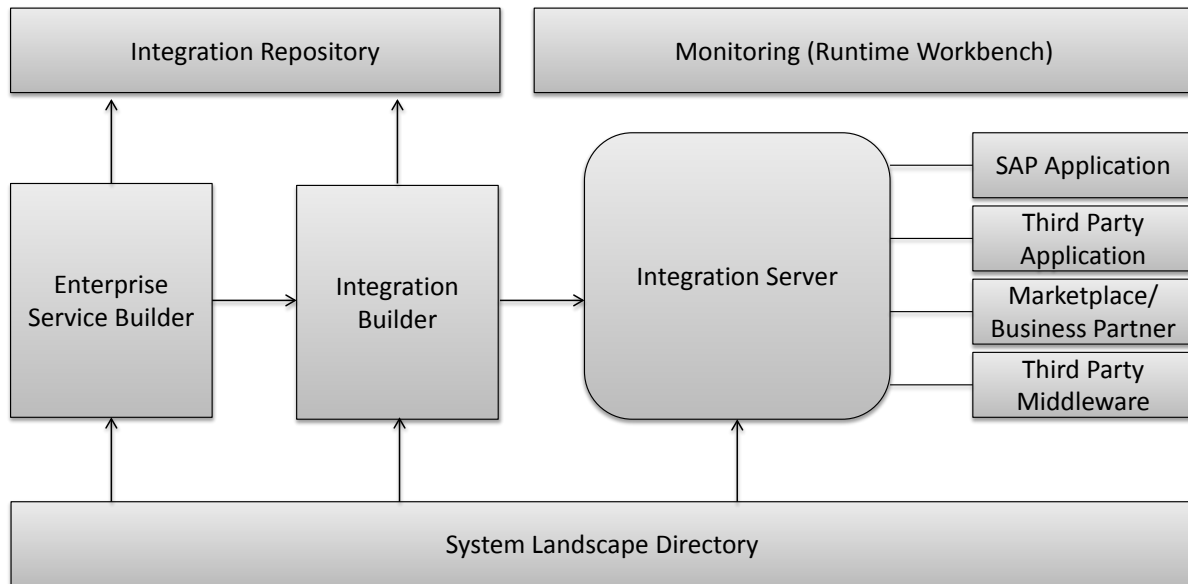 Integration Repository
Monitoring (Runtime Workbench)
Enterprise
Service Builder
Integration
Builder
Integration Server
SAP Application
Third Party
Application
Marketplace/
Business Partner
Third Party
Middleware
System Landscape Directory